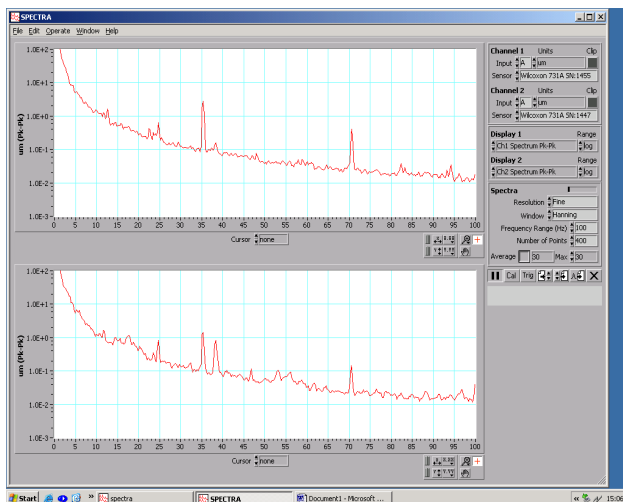 SPECTRA
File Edit Operate Window Help
1.0E+2
1.0E+1
1.0E+0
1.0E-1
1.0E-2
1.0E-3
um (Pk-Pk)
0 5 10 15 20 25 30 35 40 45 50 55 60 65 70 75 80 85 90 95 100
Cursor none
1.0E+2
1.0E+1
1.0E+0
1.0E-1
1.0E-2
1.0E-3
um (Pk-Pk)
0 5 10 15 20 25 30 35 40 45 50 55 60 65 70 75 80 85 90 95 100
Cursor none
Channel 1 Units Clip
Input A um
Sensor Wilcoxon 731A SN:1455
Channel 2 Units Clip
Input A um
Sensor Wilcoxon 731A SN:1447
Display 1 Range
Ch1 Spectrum Pk-Pk log
Display 2 Range
Ch2 Spectrum Pk-Pk log
Spectra
Resolution Fine
Window Hanning
Frequency Range (Hz) 100
Number of Points 400
Average 30 Max 30
Cal Trig
Start » spectra SPECTRA Document1 - Microsoft ... « 15:06